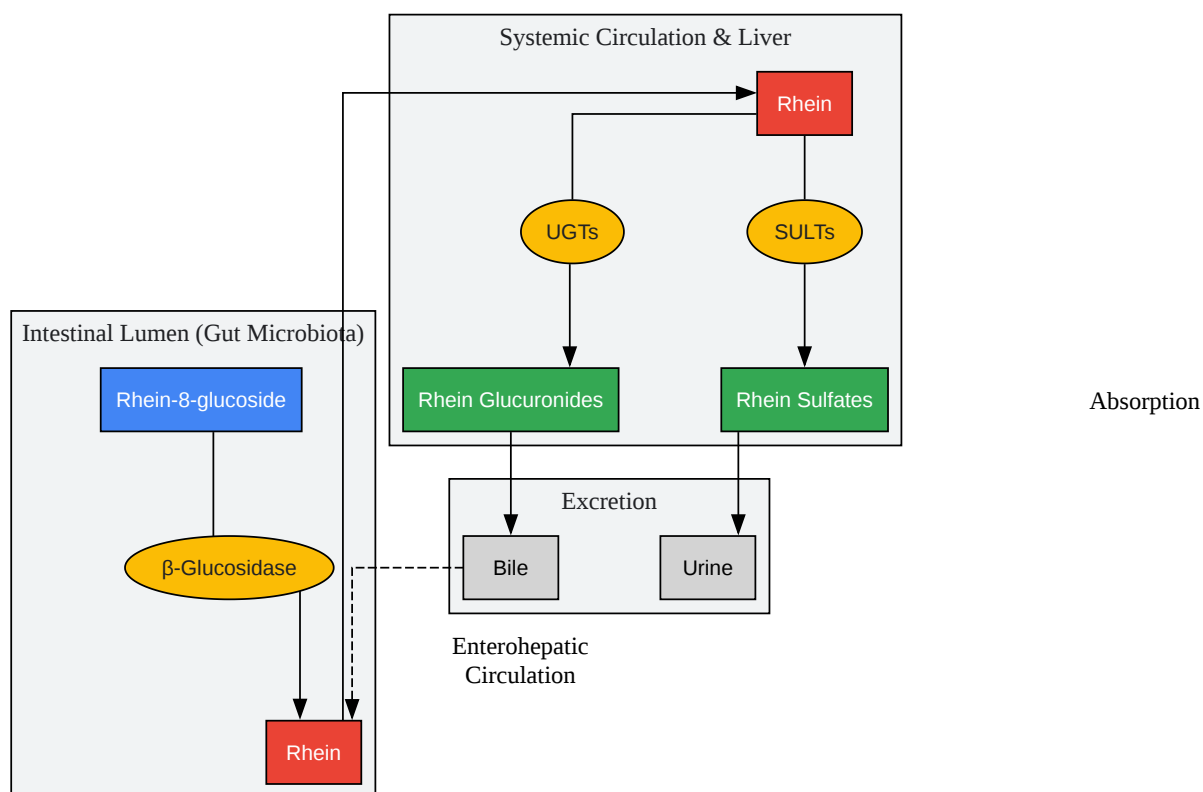 Systemic Circulation & Liver
Rhein
UGTs
SULTs
Intestinal Lumen (Gut Microbiota)
Rhein-8-glucoside
Rhein Glucuronides
Rhein Sulfates
Absorption
Excretion
β-Glucosidase
Bile
Urine
Enterohepatic
Circulation
Rhein